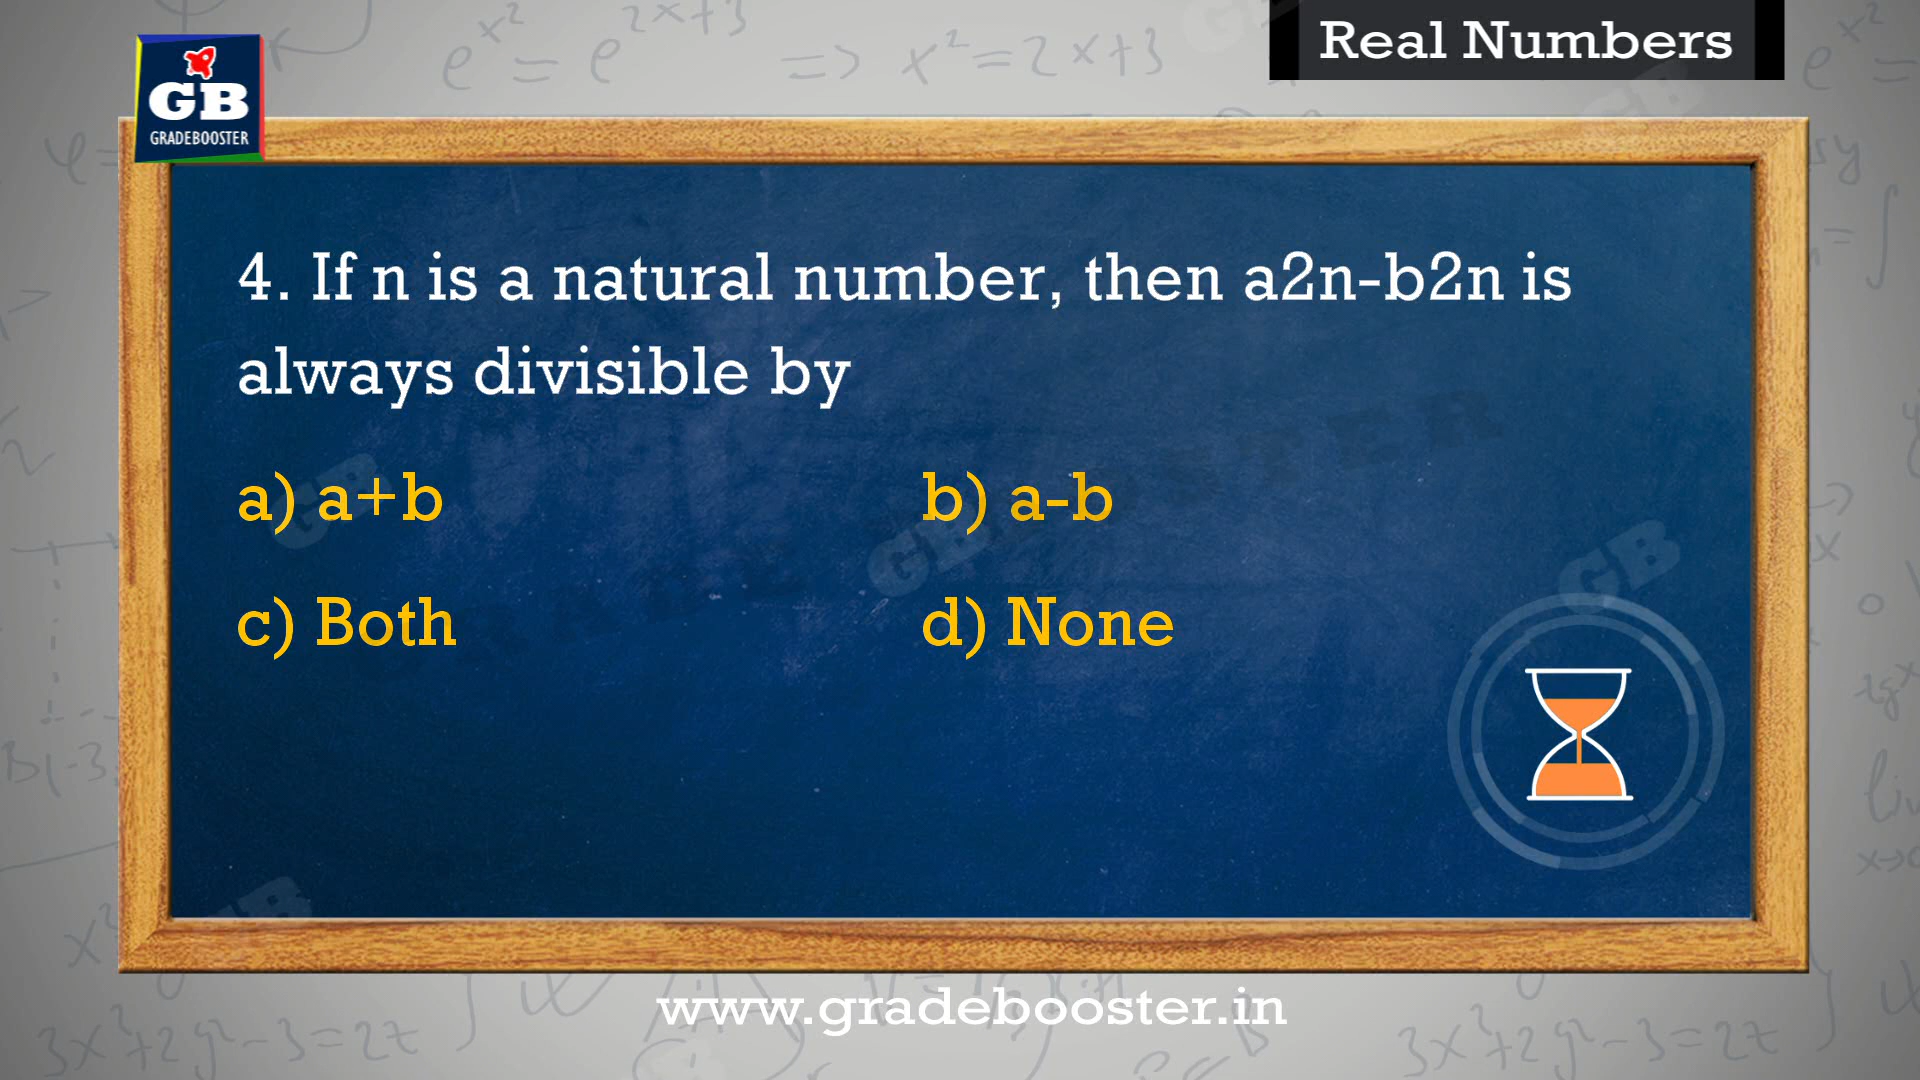 Real Numbers
GB
GRADEBOOSTER
4. If n is a natural number, then a2n-b2n is
always divisible by
a) a+b
b) a-b
c) Both
d) None
www.gradebooster.in